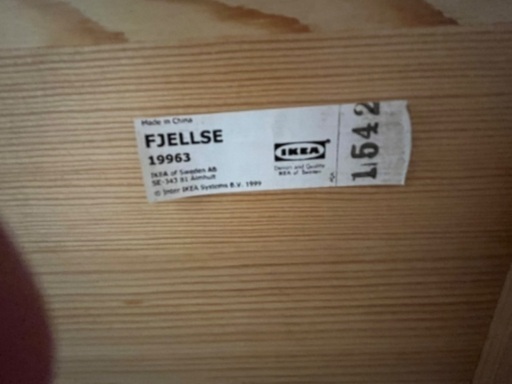 Made in China
FJELLSE
19963
IKEA of Sweden AB
SE-343 81 Älmhult
© Inter IKEA Systems B.V. 1999
IKEA
Design and Quality
IKEA of Sweden
1542